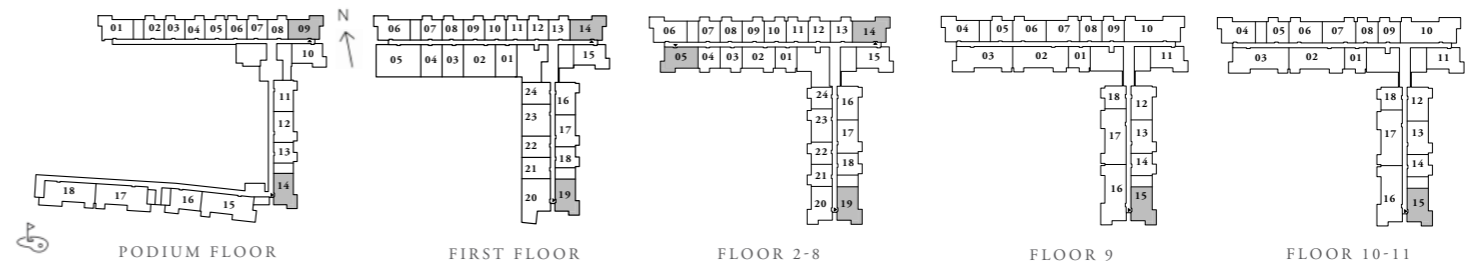 01 02 03 04 05 06 07 08 09
10
11
12
13
14
18 17 16 15
PODIUM FLOOR
N
06 07 08 09 10 11 12 13 14
05 04 03 02 01 15
24 16
23 17
22 18
21
20 19
FIRST FLOOR
06 07 08 09 10 11 12 13 14
05 04 03 02 01 15
24 16
23 17
22 18
21
20 19
FLOOR 2-8
04 05 06 07 08 09 10
03 02 01 11
18 12
17 13
14
16 15
FLOOR 9
04 05 06 07 08 09 10
03 02 01 11
18 12
17 13
14
16 15
FLOOR 10-11